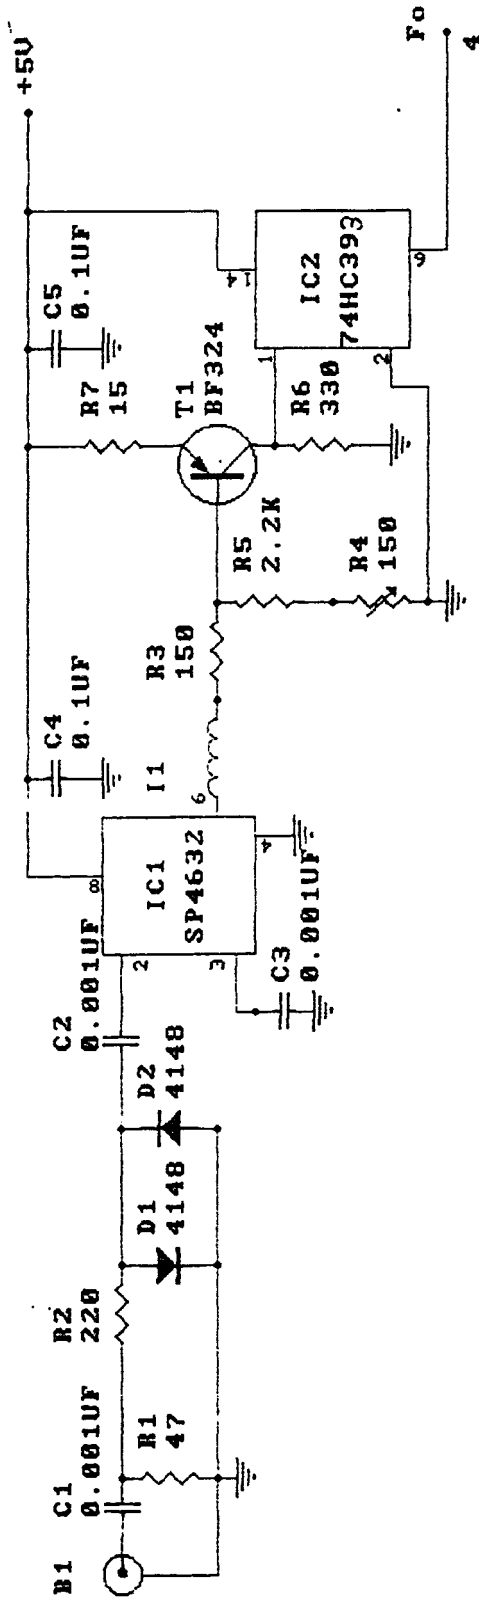 B1
C1
0.001UF
R1
47
R2
220
D1
4148
D2
4148
C2
0.001UF
2
3
8
IC1
SP4632
6
4
C3
0.001UF
I1
C4
0.1UF
R3
150
R5
2.2K
R4
150
R7
15
T1
BF324
R6
330
C5
0.1UF
1
2
14
IC2
74HC393
6
+5V
Fo
4